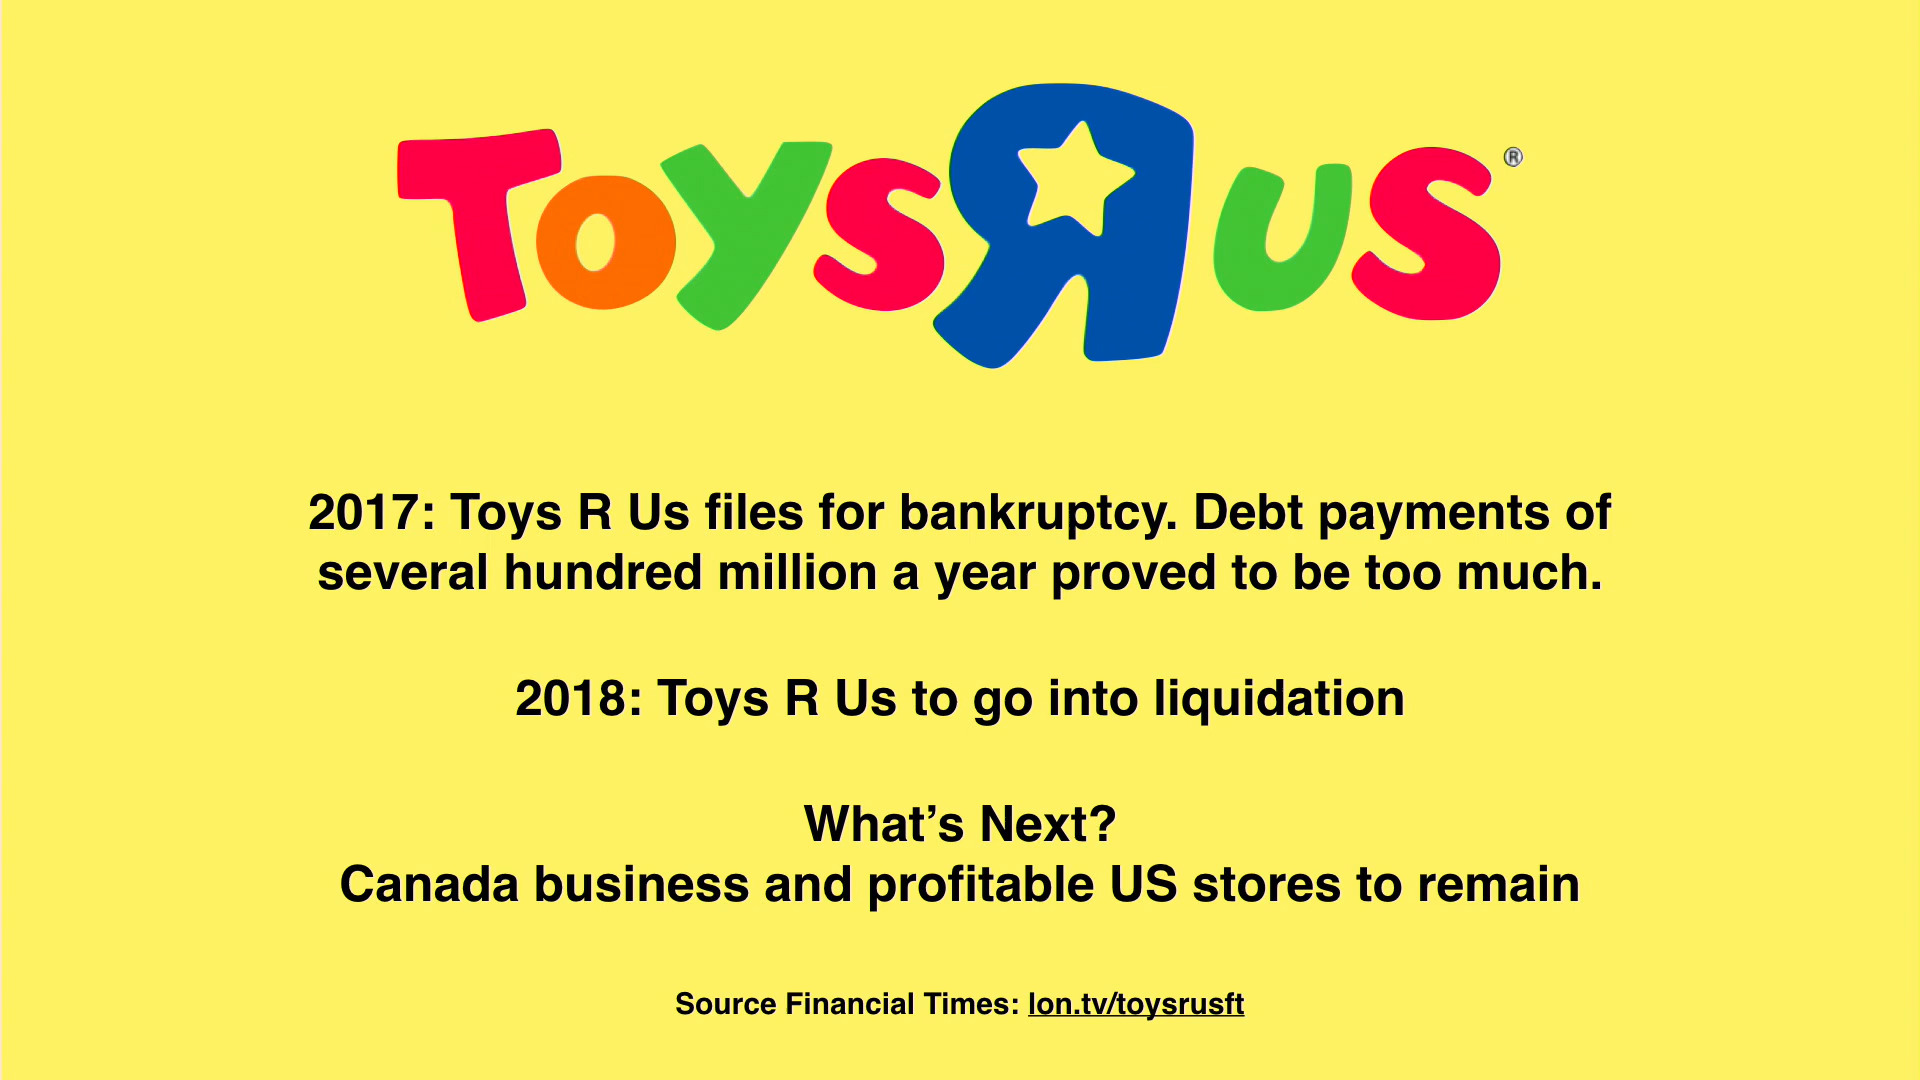 ToysRus®
2017: Toys R Us files for bankruptcy. Debt payments of
several hundred million a year proved to be too much.
2018: Toys R Us to go into liquidation
What’s Next?
Canada business and profitable US stores to remain
Source Financial Times: lon.tv/toysrusft